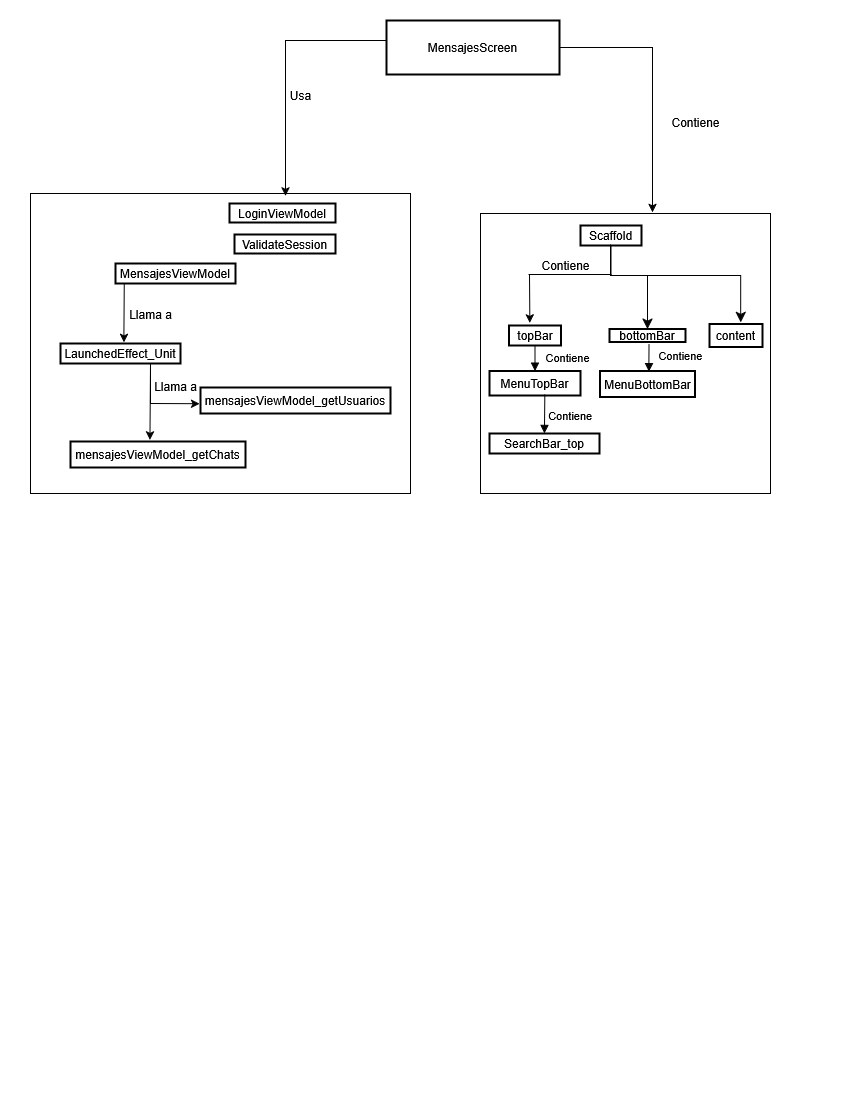 MensajesScreen
Usa
Contiene
LoginViewModel
ValidateSession
MensajesViewModel
Llama a
LaunchedEffect_Unit
Llama a
mensajesViewModel_getUsuarios
mensajesViewModel_getChats
Scaffold
Contiene
topBar
bottomBar
content
Contiene
Contiene
MenuTopBar
MenuBottomBar
Contiene
SearchBar_top